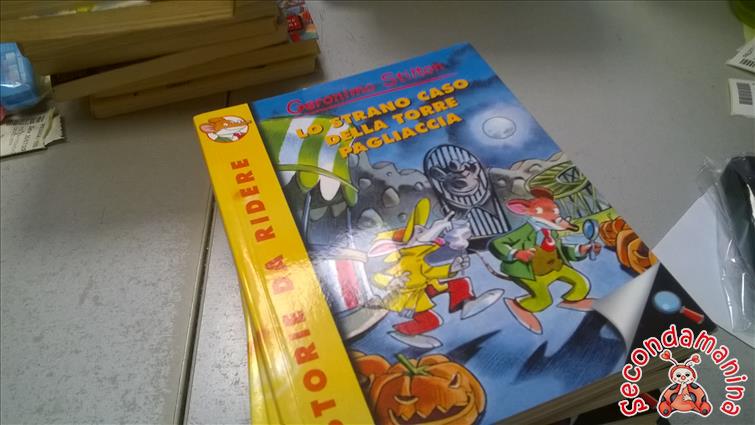 Geronimo Stilton
LO STRANO CASO
DELLA TORRE
PAGLIACCIA
STORIE DA RIDERE
secondamanina